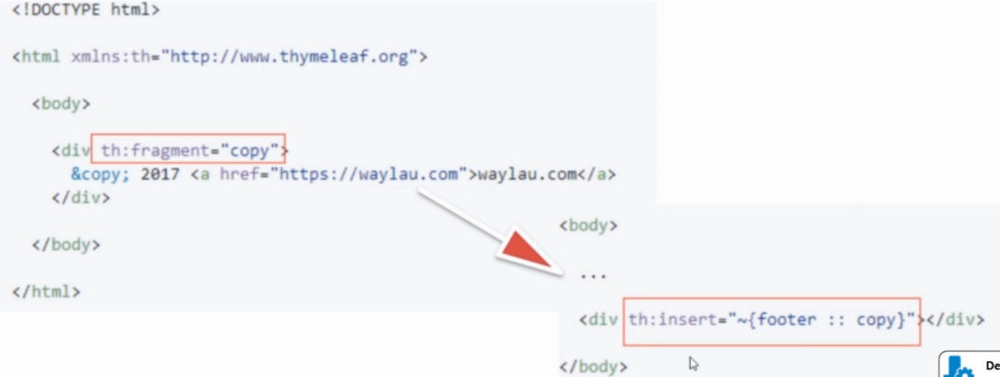 <!DOCTYPE html>
<html xmlns:th="http://www.thymeleaf.org">
<body>
<div th:fragment="copy">
&copy; 2017 <a href="https://waylau.com">waylau.com</a>
</div>
</body>
</html>
<body>
...
<div th:insert="~{footer :: copy}"></div>
</body>
De